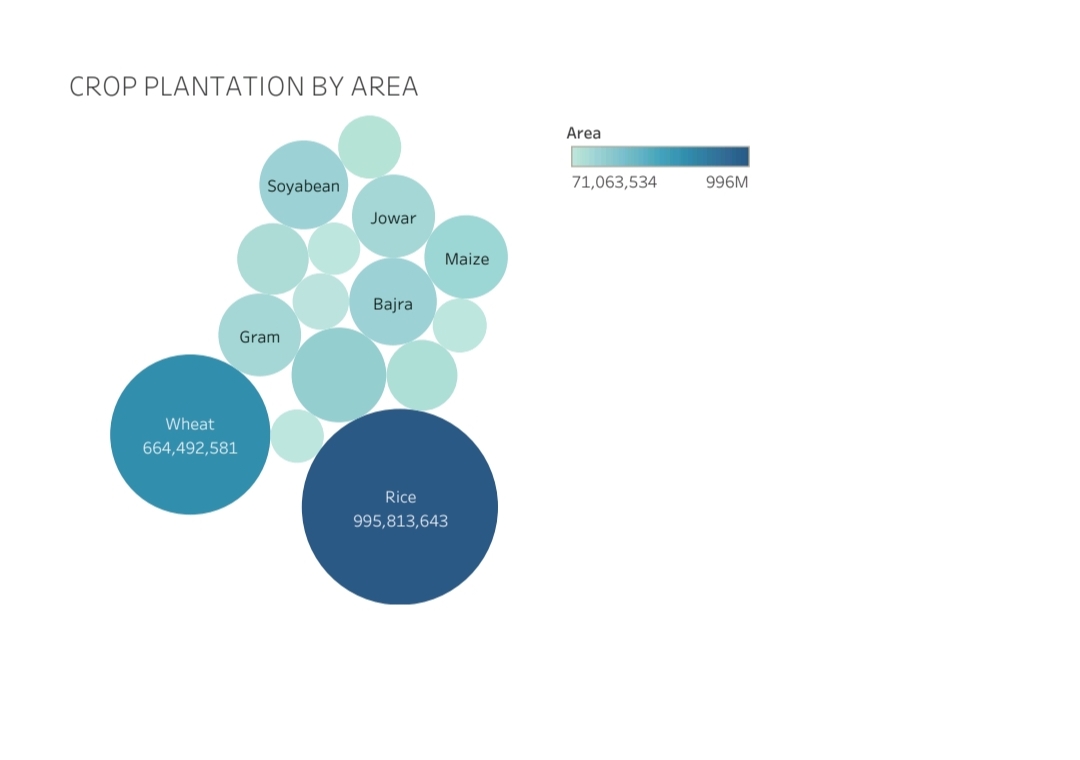 CROP PLANTATION BY AREA
Area
71,063,534 996M
Soyabean
Jowar
Maize
Bajra
Gram
Wheat
664,492,581
Rice
995,813,643